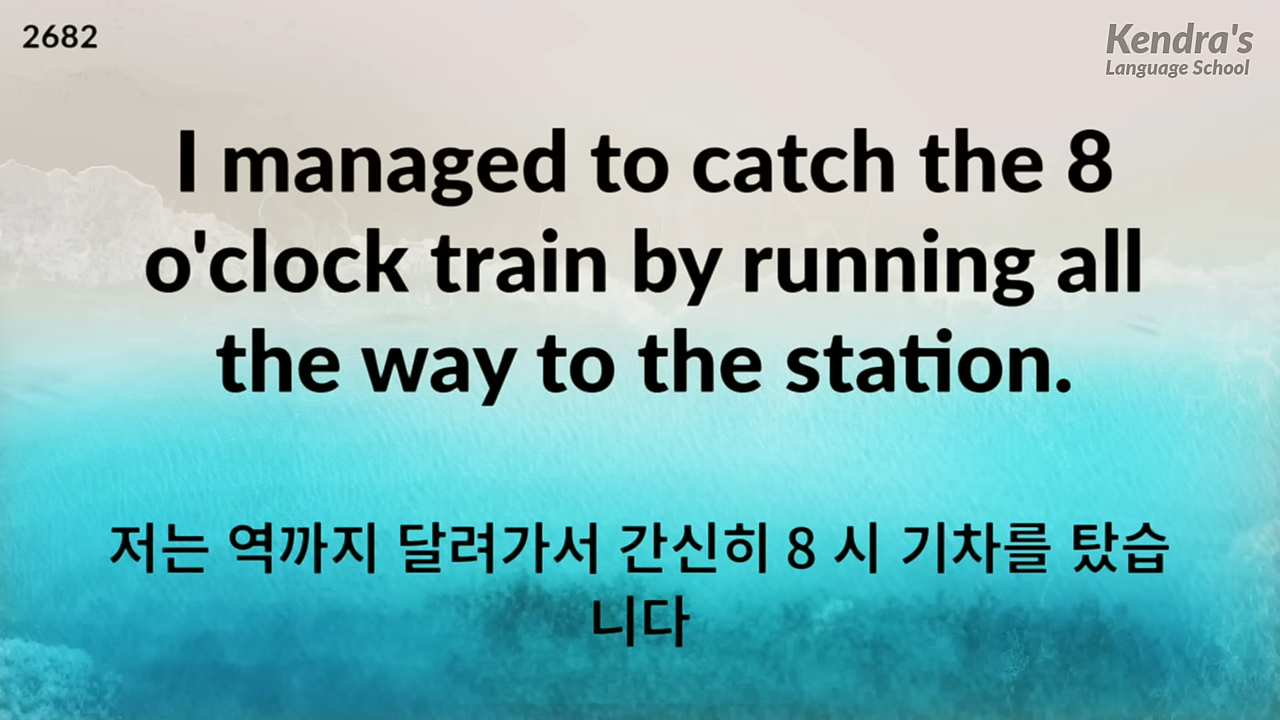 2682
Kendra's
Language School
I managed to catch the 8
o'clock train by running all
the way to the station.
저는 역까지 달려가서 간신히 8 시 기차를 탔습
니다